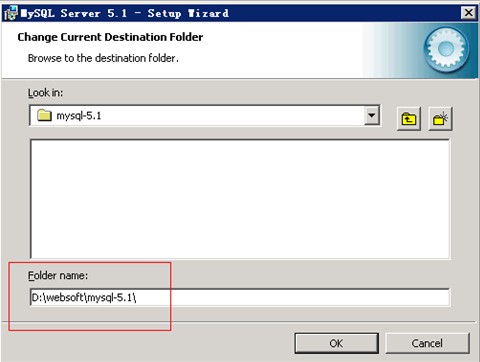 MySQL Server 5.1 - Setup Wizard
Change Current Destination Folder
Browse to the destination folder.
Look in:
mysql-5.1
Folder name:
D:\websoft\mysql-5.1\
OK
Cancel